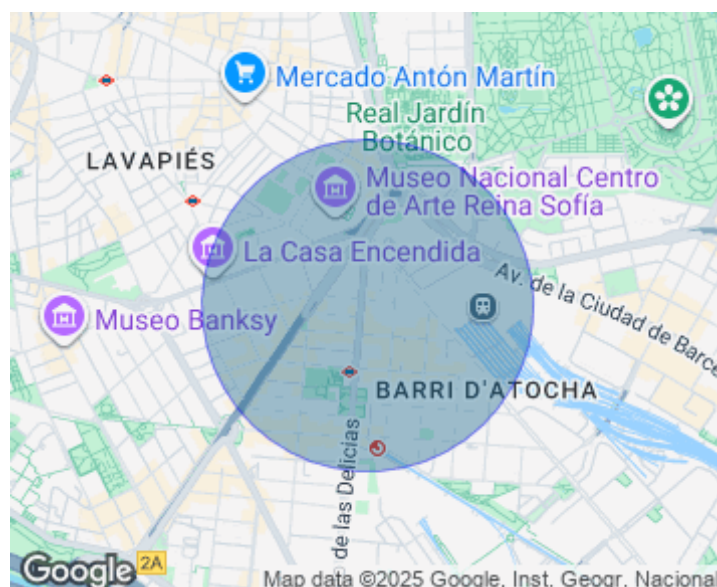 Mercado Antón Martín
Real Jardín
Botánico
LAVAPIÉS
Museo Nacional Centro
de Arte Reina Sofía
La Casa Encendida
Av. de la Ciudad de Barce
Museo Banksy
BARRI D'ATOCHA
de las Delicias
2A
Google
Map data ©2025 Google, Inst. Geogr. Nacional